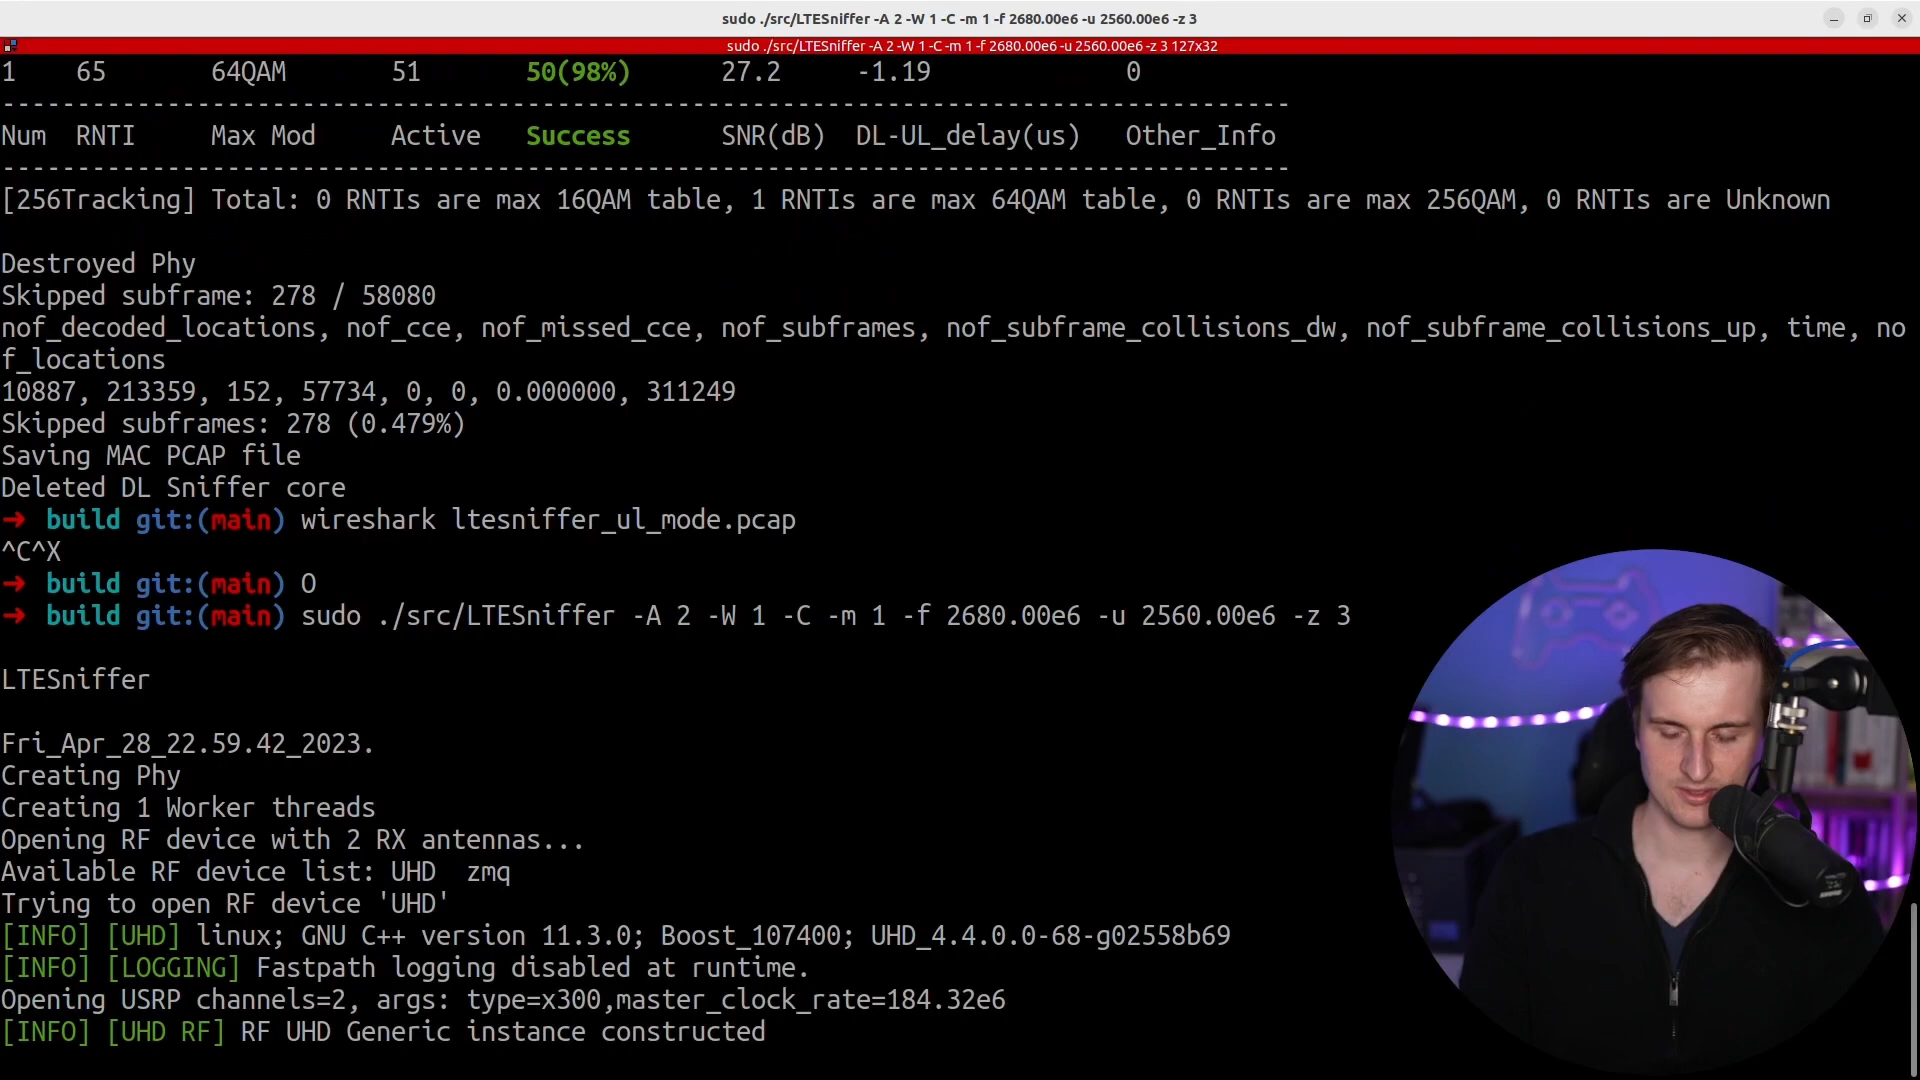 sudo ./src/LTESniffer -A 2 -W 1 -C -m 1 -f 2680.00e6 -u 2560.00e6 -z 3
sudo ./src/LTESniffer -A 2 -W 1 -C -m 1 -f 2680.00e6 -u 2560.00e6 -z 3 127x32
1 65 64QAM 51 50(98%) 27.2 -1.19 0
--------------------------------------------------------------------------------------
Num RNTI Max Mod Active Success SNR(dB) DL-UL_delay(us) Other_Info
--------------------------------------------------------------------------------------
[256Tracking] Total: 0 RNTIs are max 16QAM table, 1 RNTIs are max 64QAM table, 0 RNTIs are max 256QAM, 0 RNTIs are Unknown
Destroyed Phy
Skipped subframe: 278 / 58080
nof_decoded_locations, nof_cce, nof_missed_cce, nof_subframes, nof_subframe_collisions_dw, nof_subframe_collisions_up, time, no
f_locations
10887, 213359, 152, 57734, 0, 0, 0.000000, 311249
Skipped subframes: 278 (0.479%)
Saving MAC PCAP file
Deleted DL Sniffer core
➜ build git:(main) wireshark ltesniffer_ul_mode.pcap
^C^X
➜ build git:(main) O
➜ build git:(main) sudo ./src/LTESniffer -A 2 -W 1 -C -m 1 -f 2680.00e6 -u 2560.00e6 -z 3
LTESniffer
Fri_Apr_28_22.59.42_2023.
Creating Phy
Creating 1 Worker threads
Opening RF device with 2 RX antennas...
Available RF device list: UHD zmq
Trying to open RF device 'UHD'
[INFO] [UHD] linux; GNU C++ version 11.3.0; Boost_107400; UHD_4.4.0.0-68-g02558b69
[INFO] [LOGGING] Fastpath logging disabled at runtime.
Opening USRP channels=2, args: type=x300,master_clock_rate=184.32e6
[INFO] [UHD RF] RF UHD Generic instance constructed